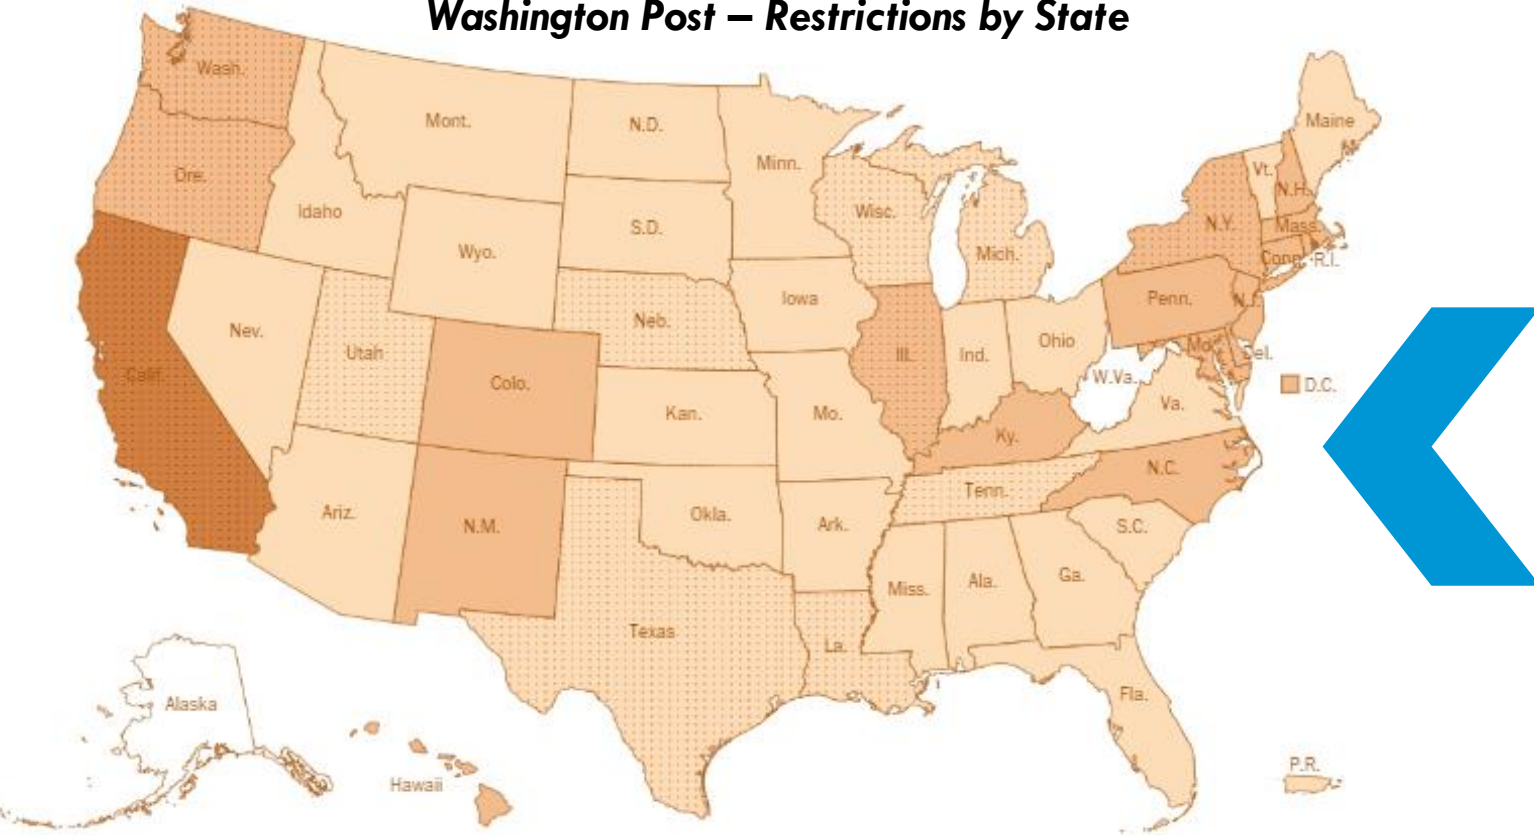 Washington Post – Restrictions by State
Wash.
Mont.
N.D.
Minn.
Maine
Ore.
Idaho
Vt.
N.H.
Wisc.
S.D.
N.Y.
Mass.
Wyo.
Mich.
Conn.
R.I.
Iowa
Penn.
N.J.
Neb.
Nev.
Ohio
Utah
Ill.
Ind.
Md.
Del.
Calif.
Colo.
W.Va.
D.C.
Kan.
Mo.
Va.
Ky.
N.C.
Tenn.
Ariz.
N.M.
Okla.
Ark.
S.C.
Miss.
Ala.
Ga.
Texas
La.
Fla.
Alaska
Hawaii
P.R.